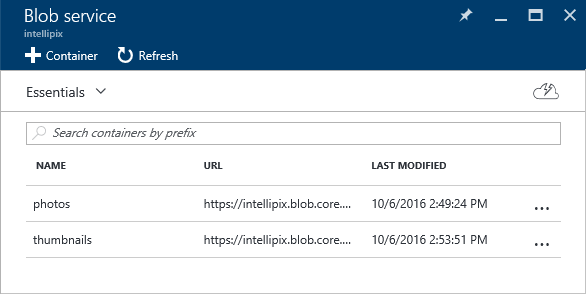 Blob service
intellipix
Container Refresh
Essentials
Search containers by prefix
NAME URL LAST MODIFIED
photos https://intellipix.blob.core.... 10/6/2016 2:49:24 PM ...
thumbnails https://intellipix.blob.core.... 10/6/2016 2:53:51 PM ...